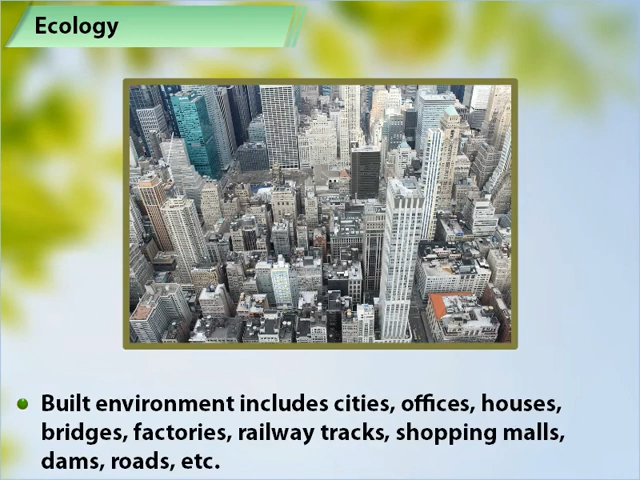 Ecology
Built environment includes cities, offices, houses,
bridges, factories, railway tracks, shopping malls,
dams, roads, etc.